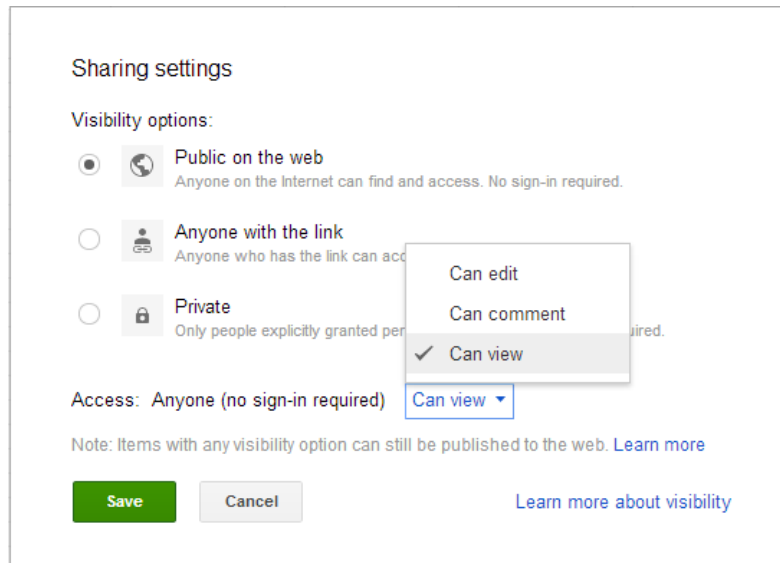 Sharing settings
Visibility options:
Public on the web
Anyone on the Internet can find and access. No sign-in required.
Anyone with the link
Anyone who has the link can acc
Can edit
Private
Can comment
Only people explicitly granted per
ired.
Can view
Access: Anyone (no sign-in required) Can view
Note: Items with any visibility option can still be published to the web. Learn more
Save Cancel Learn more about visibility